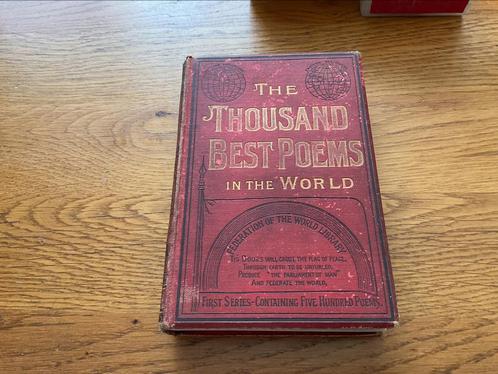 THE
THOUSAND
BEST POEMS
IN THE WORLD
FEDERATION OF THE WORLD LIBRARY
'TIS GOOD'S WILL CAUSE THE FLAG OF PEACE,
THROUGH EARTH TO BE UNFURLED,
PRODUCE "THE PARLIAMENT OF MAN"
AND FEDERATE THE WORLD.
FIRST SERIES-CONTAINING FIVE HUNDRED POEMS.